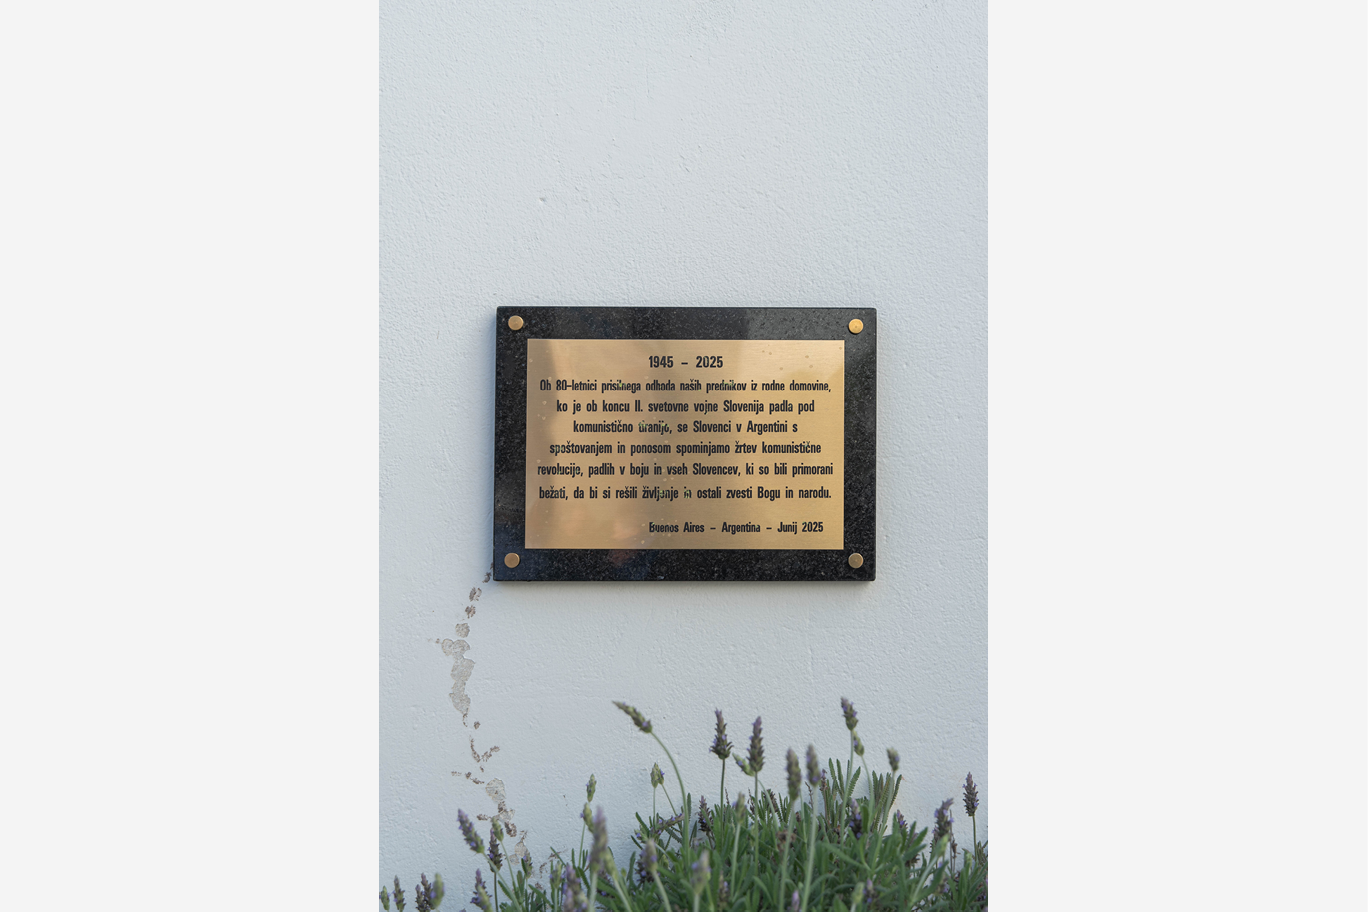 1945 – 2025
Ob 80-letnici prisilnega odhoda naših prednikov iz rodne domovine,
ko je ob koncu II. svetovne vojne Slovenija padla pod
komunistično tiranijo, se Slovenci v Argentini s
spoštovanjem in ponosom spominjamo žrtev komunistične
revolucije, padlih v boju in vseh Slovencev, ki so bili primorani
bežati, da bi si rešili življenje in ostali zvesti Bogu in narodu.
Buenos Aires – Argentina – Junij 2025